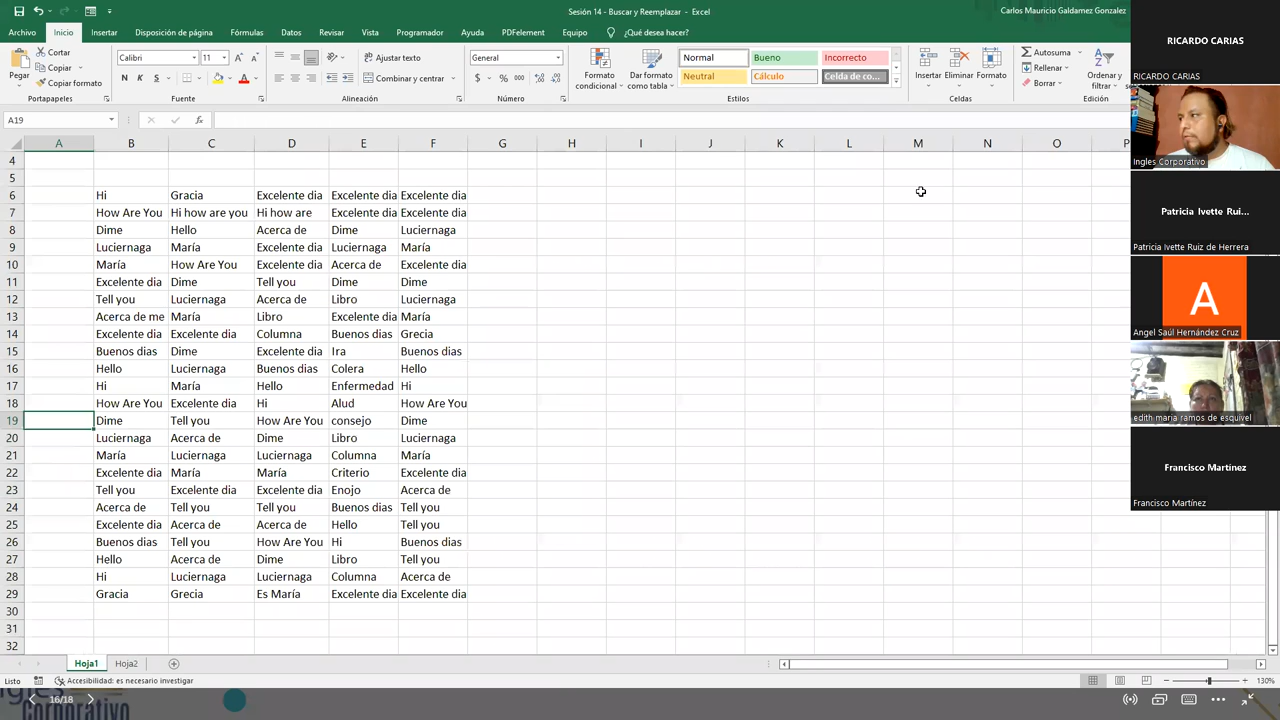 Sesión 14 - Buscar y Reemplazar - Excel
Carlos Mauricio Galdamez Gonzalez
Archivo Inicio Insertar Disposición de página Fórmulas Datos Revisar Vista Programador Ayuda PDFelement Equipo ¿Qué desea hacer?
Pegar
Cortar
Copiar
Copiar formato
Portapapeles
Calibri 11
N K S
Fuente
Ajustar texto
Combinar y centrar
Alineación
General
$ % 000
Número
Formato condicional
Dar formato como tabla
Normal Bueno Incorrecto
Neutral Cálculo Celda de co...
Estilos
Insertar Eliminar Formato
Celdas
Autosuma
Rellenar
Borrar
Ordenar y filtrar
Edición
A19
fx
A B C D E F G H I J K L M N O P
4
5
6 Hi Gracia Excelente dia Excelente dia Excelente dia
7 How Are You Hi how are you Hi how are Excelente dia Excelente dia
8 Dime Hello Acerca de Dime Luciernaga
9 Luciernaga María Excelente dia Luciernaga María
10 María How Are You Excelente dia Acerca de Excelente dia
11 Excelente dia Dime Tell you Dime Dime
12 Tell you Luciernaga Acerca de Libro Luciernaga
13 Acerca de me María Libro Excelente dia María
14 Excelente dia Excelente dia Columna Buenos dias Grecia
15 Buenos dias Dime Excelente dia Ira Buenos dias
16 Hello Luciernaga Buenos dias Colera Hello
17 Hi María Hello Enfermedad Hi
18 How Are You Excelente dia Hi Alud How Are You
19 Dime Tell you How Are You consejo Dime
20 Luciernaga Acerca de Dime Libro Luciernaga
21 María Luciernaga Luciernaga Columna María
22 Excelente dia María María Criterio Excelente dia
23 Tell you Excelente dia Excelente dia Enojo Acerca de
24 Acerca de Tell you Tell you Buenos dias Tell you
25 Excelente dia Acerca de Acerca de Hello Tell you
26 Buenos dias Tell you How Are You Hi Buenos dias
27 Hello Acerca de Dime Libro Tell you
28 Hi Luciernaga Luciernaga Columna Acerca de
29 Gracia Grecia Es María Excelente dia Excelente dia
30
31
32
Hoja1 Hoja2
Listo Accesibilidad: es necesario investigar
130%
16/18
Ingles
Corporativo
RICARDO CARIAS
RICARDO CARIAS
Ingles Corporativo
Patricia Ivette Rui...
Patricia Ivette Ruiz de Herrera
A
Angel Saúl Hernández Cruz
edith maria ramos de esquivel
Francisco Martínez
Francisco Martínez